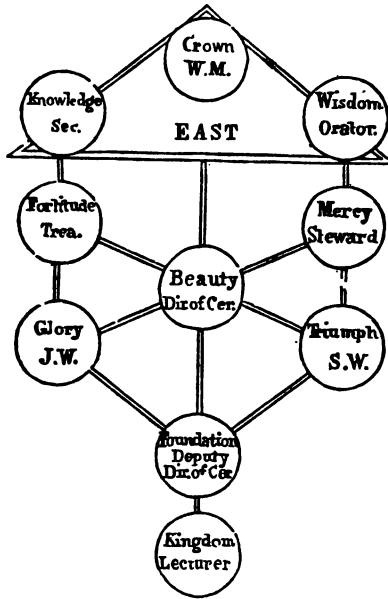 Crown
W.M.
Knowledge
Sec.
Wisdom
Orator.
EAST
Fortitude
Trea.
Mercy
Steward
Beauty
Dir.of Cer.
Glory
J.W.
Triumph
S.W.
Foundation
Deputy
Dir.of Cer.
Kingdom
Lecturer